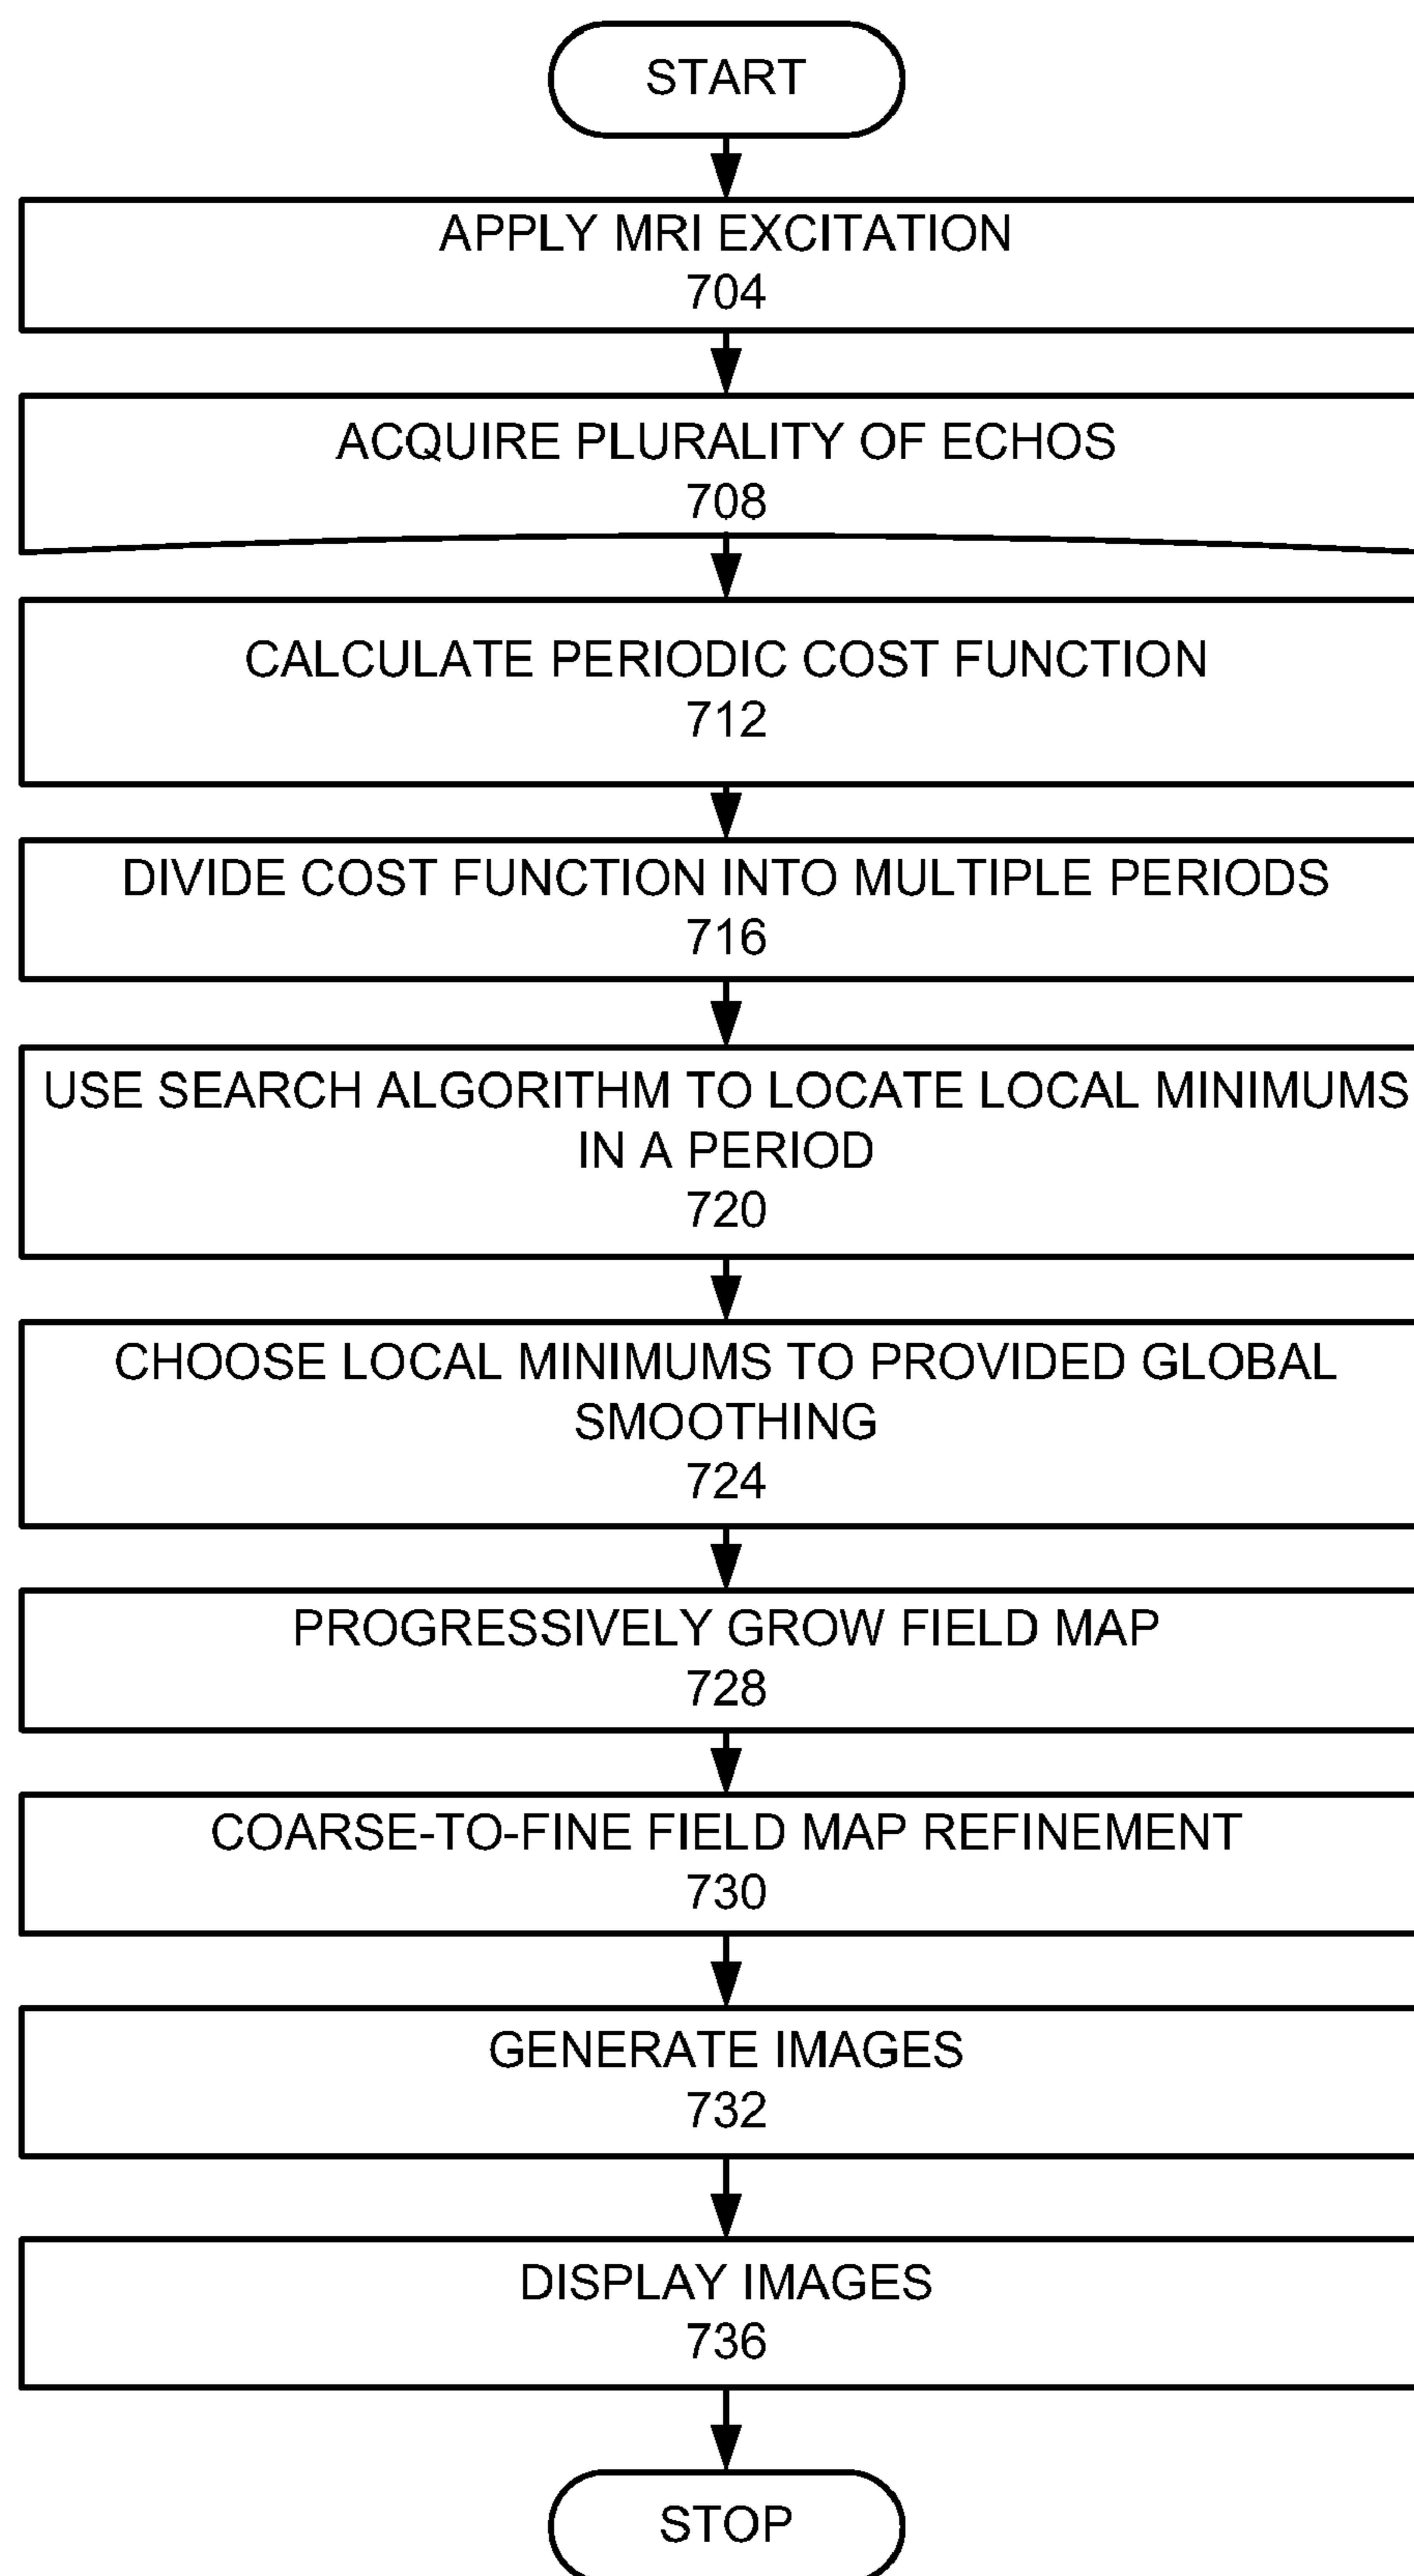 START
APPLY MRI EXCITATION
704
ACQUIRE PLURALITY OF ECHOS
708
CALCULATE PERIODIC COST FUNCTION
712
DIVIDE COST FUNCTION INTO MULTIPLE PERIODS
716
USE SEARCH ALGORITHM TO LOCATE LOCAL MINIMUMS
IN A PERIOD
720
CHOOSE LOCAL MINIMUMS TO PROVIDED GLOBAL
SMOOTHING
724
PROGRESSIVELY GROW FIELD MAP
728
COARSE-TO-FINE FIELD MAP REFINEMENT
730
GENERATE IMAGES
732
DISPLAY IMAGES
736
STOP